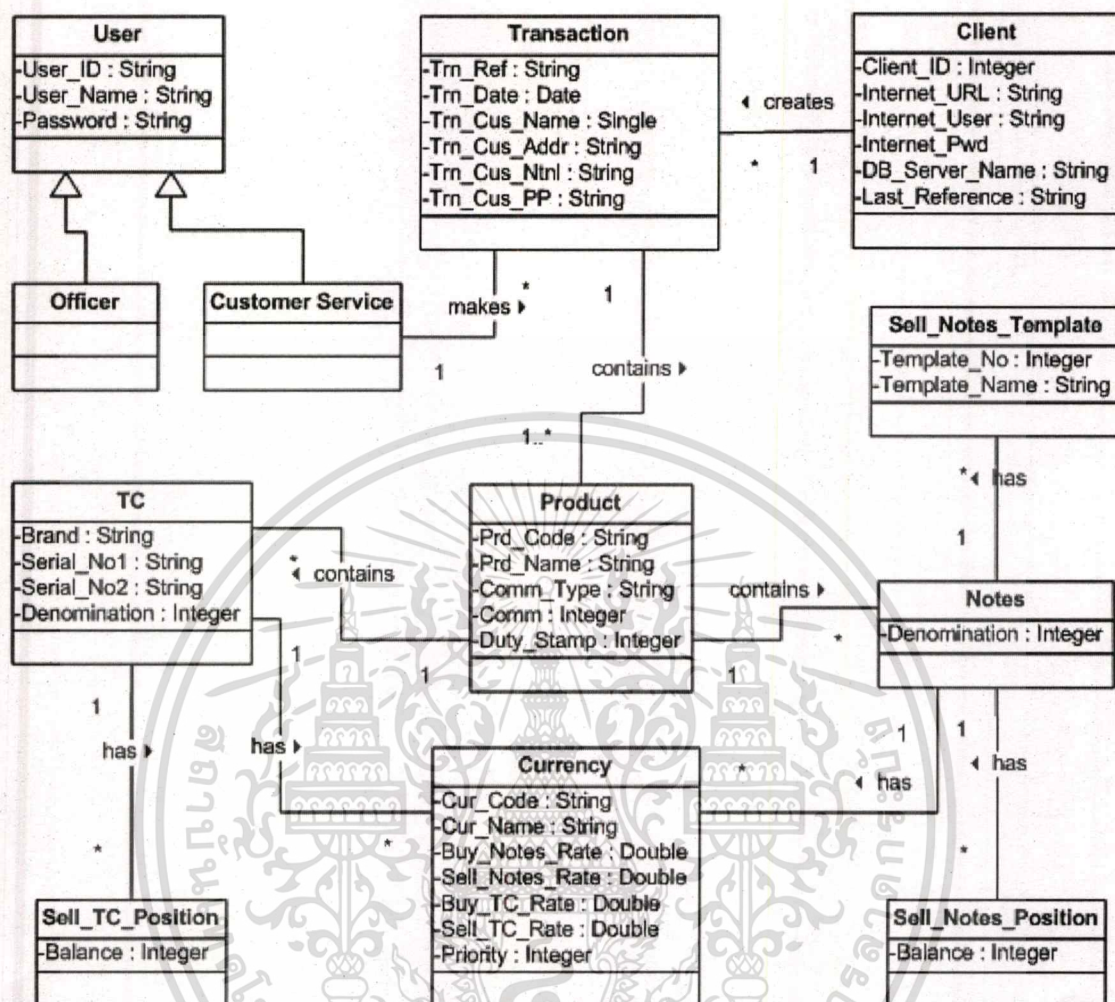 User
-User_ID : String
-User_Name : String
-Password : String
Transaction
-Trn_Ref : String
-Trn_Date : Date
-Trn_Cus_Name : Single
-Trn_Cus_Addr : String
-Trn_Cus_Ntnl : String
-Trn_Cus_PP : String
creates
*
1
Client
-Client_ID : Integer
-Internet_URL : String
-Internet_User : String
-Internet_Pwd
-DB_Server_Name : String
-Last_Reference : String
Officer
Customer Service
makes
*
1
1
contains
1..*
Sell_Notes_Template
-Template_No : Integer
-Template_Name : String
*
has
1
TC
-Brand : String
-Serial_No1 : String
-Serial_No2 : String
-Denomination : Integer
*
contains
1
Product
-Prd_Code : String
-Prd_Name : String
-Comm_Type : String
-Comm : Integer
-Duty_Stamp : Integer
contains
*
1
Notes
-Denomination : Integer
1
has
*
1
has
*
Currency
-Cur_Code : String
-Cur_Name : String
-Buy_Notes_Rate : Double
-Sell_Notes_Rate : Double
-Buy_TC_Rate : Double
-Sell_TC_Rate : Double
-Priority : Integer
1
has
*
1
has
*
Sell_TC_Position
-Balance : Integer
Sell_Notes_Position
-Balance : Integer